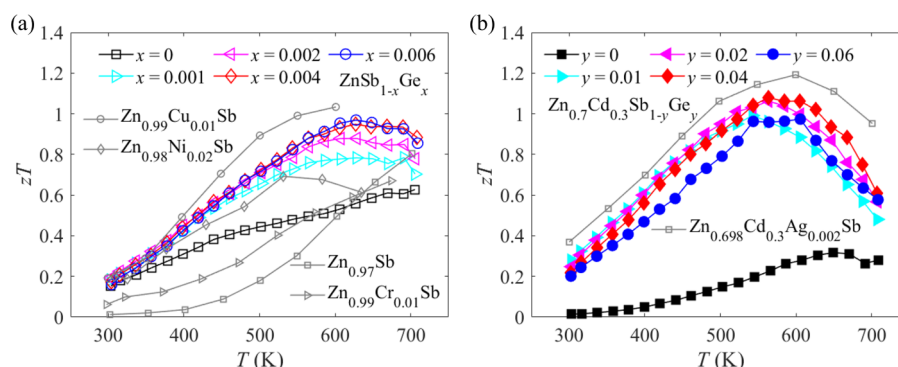 (a)
1.4
1.2
1
0.8
0.6
0.4
0.2
0
zT
x = 0
x = 0.002
x = 0.006
x = 0.001
x = 0.004
ZnSb1-xGex
Zn0.99Cu0.01Sb
Zn0.98Ni0.02Sb
Zn0.97Sb
Zn0.99Cr0.01Sb
300 400 500 600 700
T (K)
(b)
1.4
1.2
1
0.8
0.6
0.4
0.2
0
zT
y = 0
y = 0.02
y = 0.06
y = 0.01
y = 0.04
Zn0.7Cd0.3Sb1-yGey
Zn0.698Cd0.3Ag0.002Sb
300 400 500 600 700
T (K)